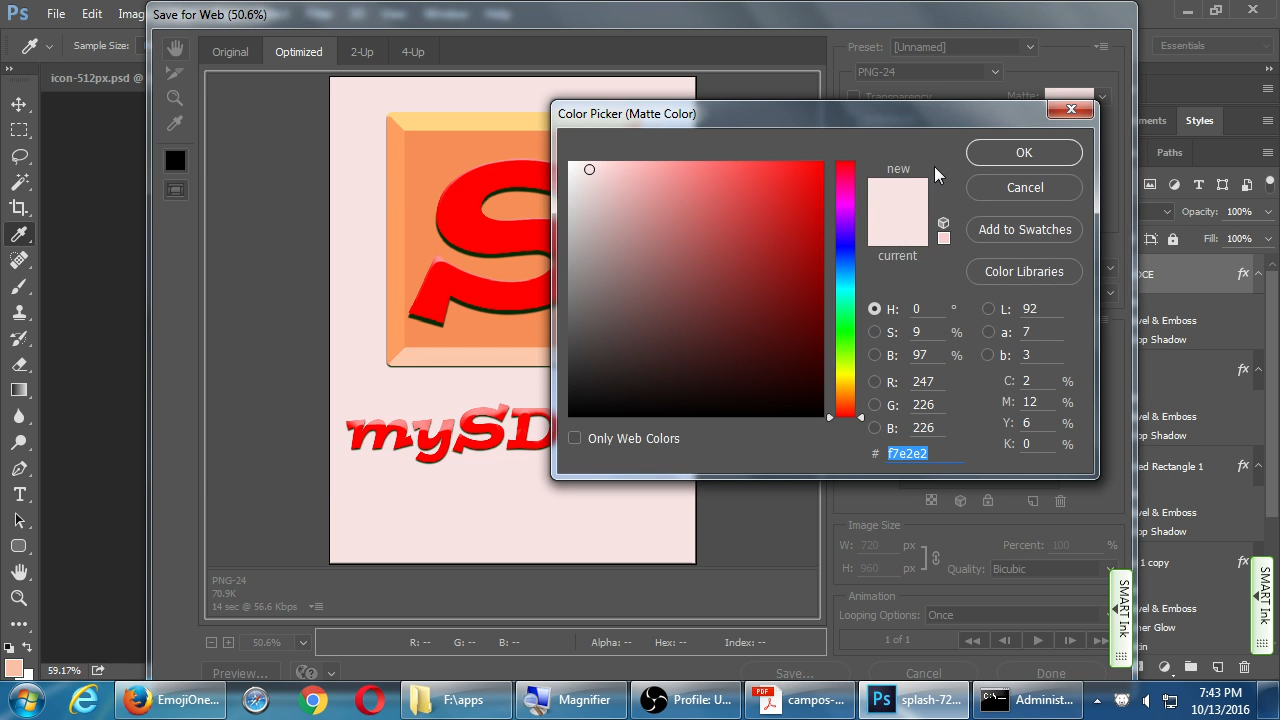 Ps File Edit Ima
Save for Web (50.6%)
Sample Size:
Essentials
Original Optimized 2-Up 4-Up
Preset: [Unnamed]
icon-512px.psd @
PNG-24
Transparency Matte:
Color Picker (Matte Color)
ments Styles
Paths
new
OK
Cancel
Add to Swatches
Color Libraries
current
Opacity: 100%
Fill: 100%
H: 0 °
S: 9 %
B: 97 %
R: 247
G: 226
B: 226
# f7e2e2
L: 92
a: 7
b: 3
C: 2 %
M: 12 %
Y: 6 %
K: 0 %
Only Web Colors
S
mySD
OCE fx
vel & Emboss
op Shadow
fx
vel & Emboss
op Shadow
ed Rectangle 1 fx
vel & Emboss
op Shadow
1 copy fx
vel & Emboss
ner Glow
Image Size
W: 720 px Percent: 100 %
H: 960 px Quality: Bicubic
Animation
Looping Options: Once
1 of 1
SMART Ink
SMART Ink
PNG-24
70.9K
14 sec @ 56.6 Kbps
50.6% R: -- G: -- B: -- Alpha: -- Hex: -- Index: --
Preview... Save... Cancel Done
59.17%
EmojiOne... F:\apps Magnifier Profile: U... campos-... splash-72... Administ...
PDF
Ps
C:\
7:43 PM
10/13/2016